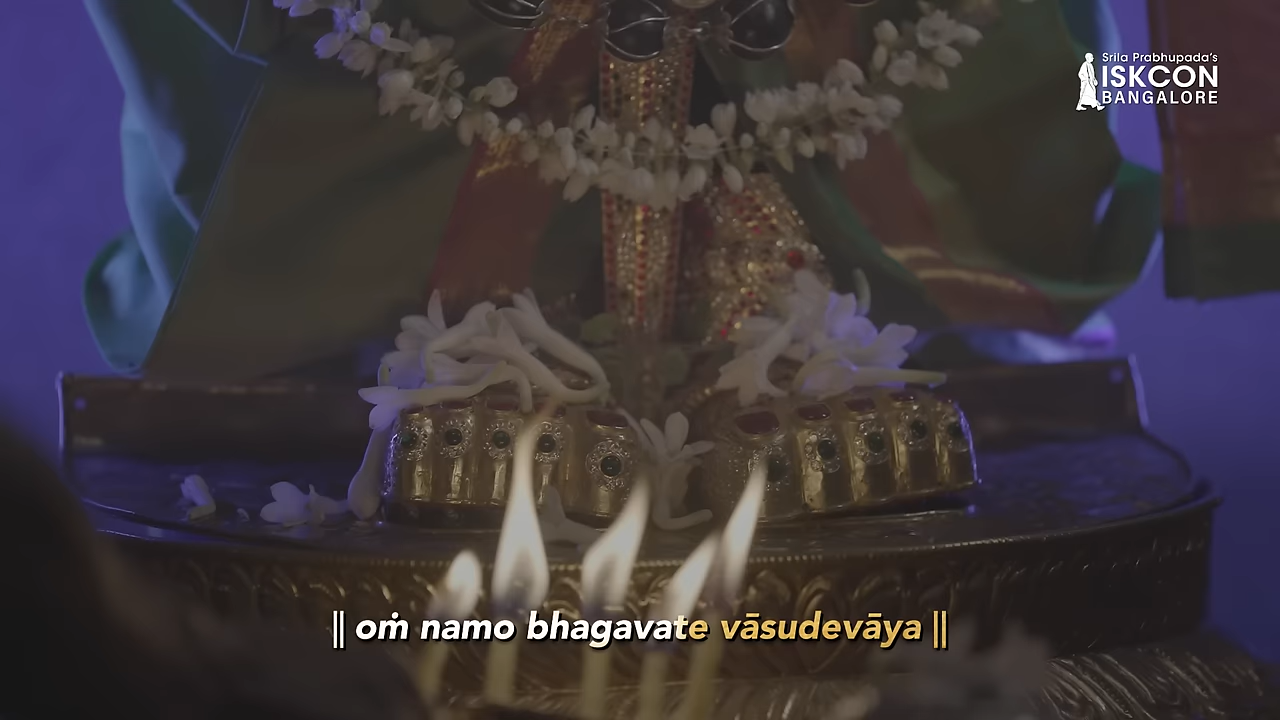 Srila Prabhupada's
ISKCON
BANGALORE
|| oṁ namo bhagavate vāsudevāya ||